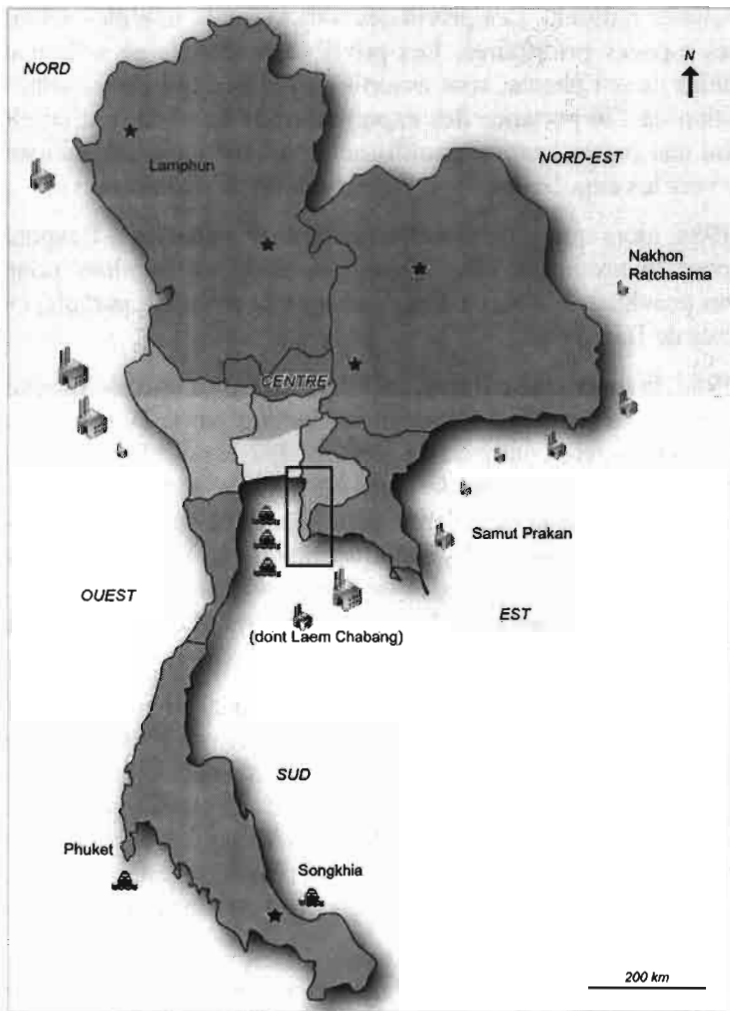 NORD
N
Lamphun
NORD-EST
Nakhon
Ratchasima
CENTRE
Samut Prakan
OUEST
EST
(dont Laem Chabang)
SUD
Phuket
Songkhia
200 km